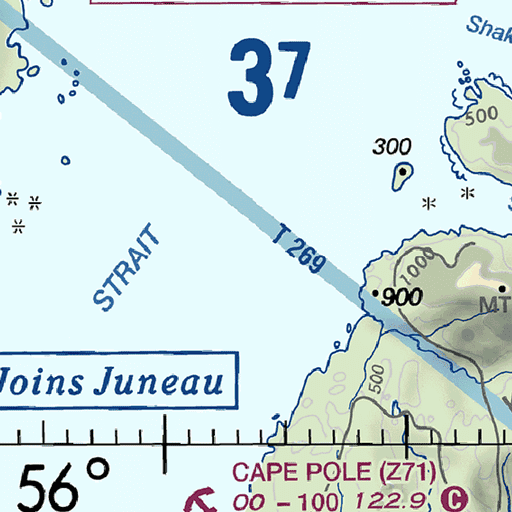 Shak
37
500
300
T 269
STRAIT
1000
900
MT
Joins Juneau
500
56°
CAPE POLE (Z71)
00 - 100 122.9 C